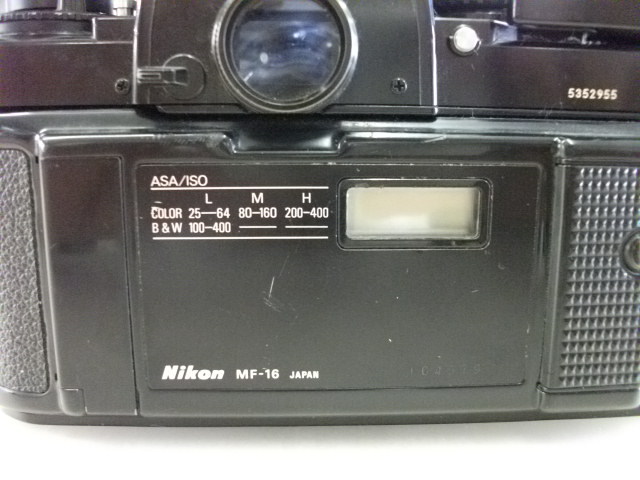 5352955
ASA/ISO
L M H
COLOR 25—64 80–160 200–400
B & W 100–400 — —
Nikon MF-16 JAPAN